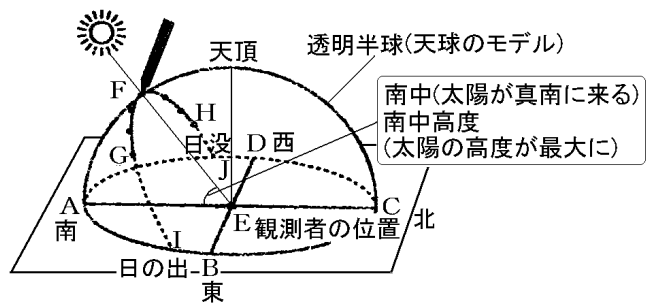 天頂
透明半球(天球のモデル)
F
南中(太陽が真南に来る)
南中高度
(太陽の高度が最大に)
H
日没
D 西
G
J
A
C
南
E 観測者の位置
北
I
日の出
B
東